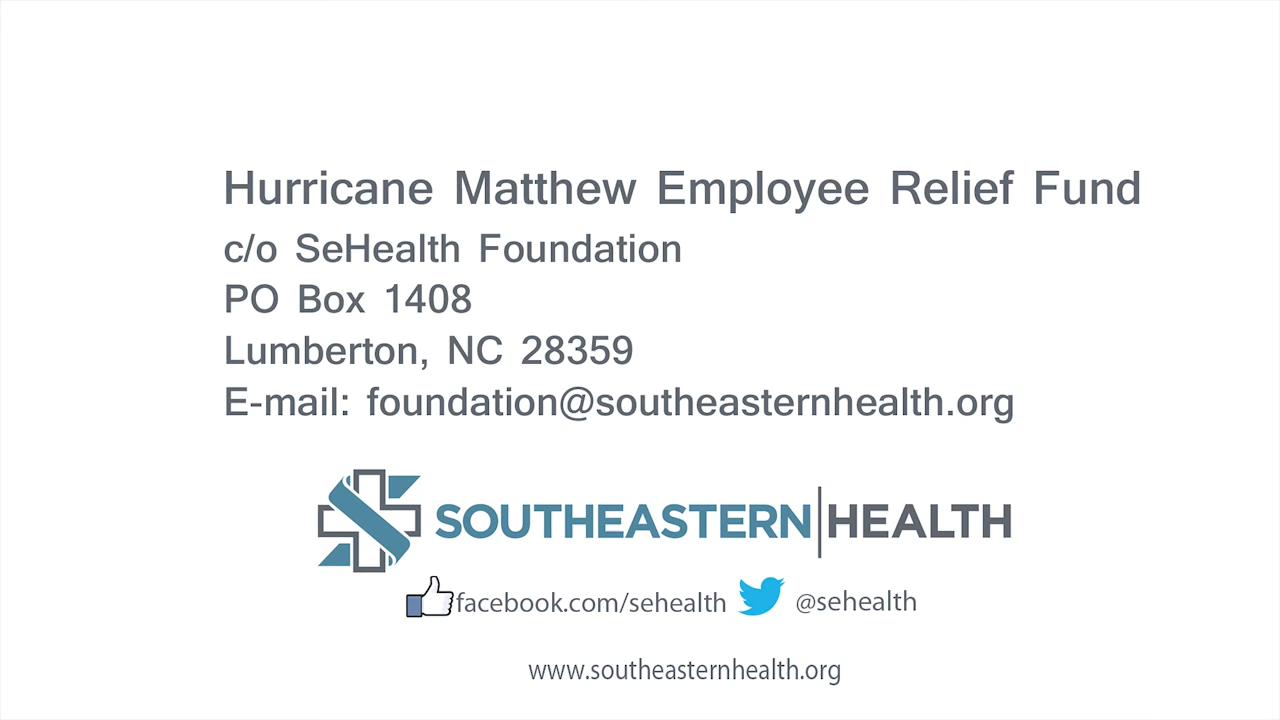 Hurricane Matthew Employee Relief Fund
c/o SeHealth Foundation
PO Box 1408
Lumberton, NC 28359
E-mail: foundation@southeasternhealth.org
SOUTHEASTERN|HEALTH
facebook.com/sehealth @sehealth
www.southeasternhealth.org